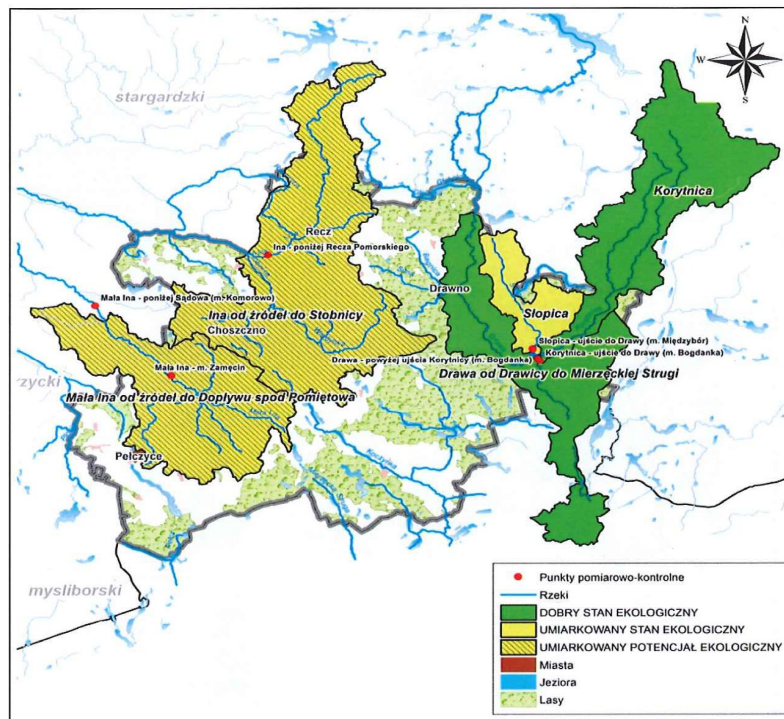 N
W
E
S
stargardzki
Korytnica
Recz
Ina - poniżej Recza Pomorskiego
Drawno
Mała Ina - poniżej Sądowa (m. Komorowo)
Ina od źródeł do Stobnicy
Choszczno
Słopica
Słopica - ujście do Drawy (m. Międzybór)
Drawa - powyżej ujścia Korytnicy (m. Bogdanka)
Korytnica - ujście do Drawy (m. Bogdanka)
Drawa od Drawicy do Mierzęckiej Strugi
Mała Ina - m. Zamęcin
rzycki
Mała Ina od źródeł do Dopływu spod Pomiętowa
Pełczyce
mysliborski
Punkty pomiarowo-kontrolne
Rzeki
DOBRY STAN EKOLOGICZNY
UMIARKOWANY STAN EKOLOGICZNY
UMIARKOWANY POTENCJAŁ EKOLOGICZNY
Miasta
Jeziora
Lasy